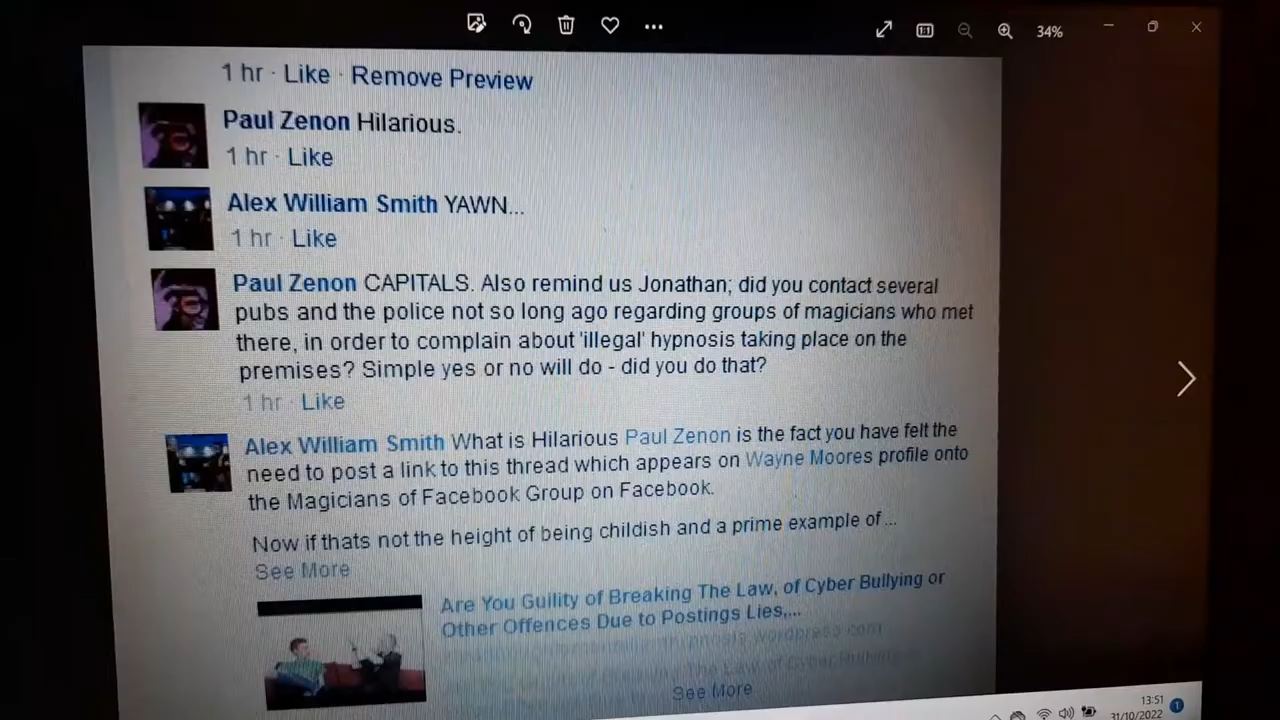 34%
1 hr · Like · Remove Preview
Paul Zenon Hilarious.
1 hr · Like
Alex William Smith YAWN...
1 hr · Like
Paul Zenon CAPITALS. Also remind us Jonathan; did you contact several
pubs and the police not so long ago regarding groups of magicians who met
there, in order to complain about 'illegal' hypnosis taking place on the
premises? Simple yes or no will do - did you do that?
1 hr · Like
Alex William Smith What is Hilarious Paul Zenon is the fact you have felt the
need to post a link to this thread which appears on Wayne Moores profile onto
the Magicians of Facebook Group on Facebook.
Now if thats not the height of being childish and a prime example of...
See More
Are You Guility of Breaking The Law, of Cyber Bullying or
Other Offences Due to Postings Lies,...
The Law of Cyber Bullying
See More
13:51
31/10/2022
1